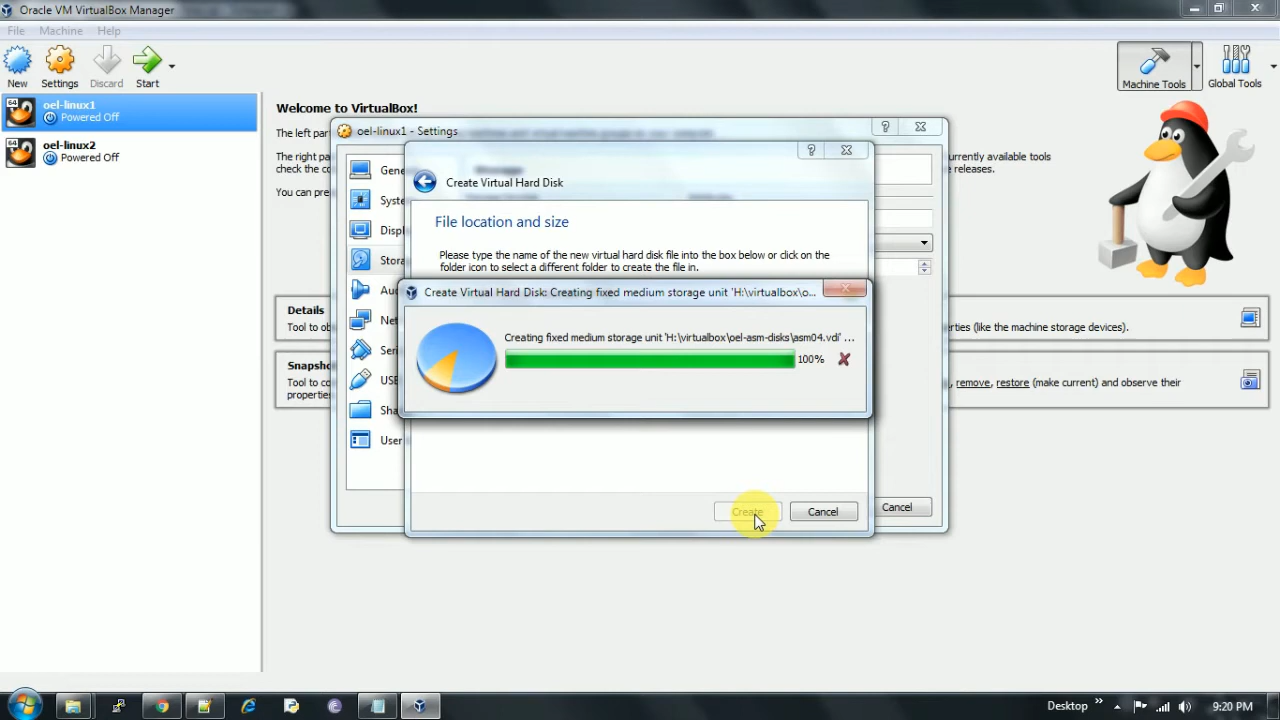 Oracle VM VirtualBox Manager
File Machine Help
New Settings Discard Start
Machine Tools Global Tools
64 oel-linux1
Powered Off
64 oel-linux2
Powered Off
Welcome to VirtualBox!
The left par
The right pa
check the co
You can pre
currently available tools
releases.
oel-linux1 - Settings
Gene
Syste
Displ
Stora
Au
Net
Seri
USB
Sha
User
Storage
Create Virtual Hard Disk
File location and size
Please type the name of the new virtual hard disk file into the box below or click on the
folder icon to select a different folder to create the file in.
Create Virtual Hard Disk: Creating fixed medium storage unit 'H:\virtualbox\o...
Creating fixed medium storage unit 'H:\virtualbox\oel-asm-disks\asm04.vdi' ...
100%
Create Cancel
Cancel
Details
Tool to ob
perties (like the machine storage devices).
Snapsho
Tool to co
properties
, remove, restore (make current) and observe their
Desktop » 9:20 PM